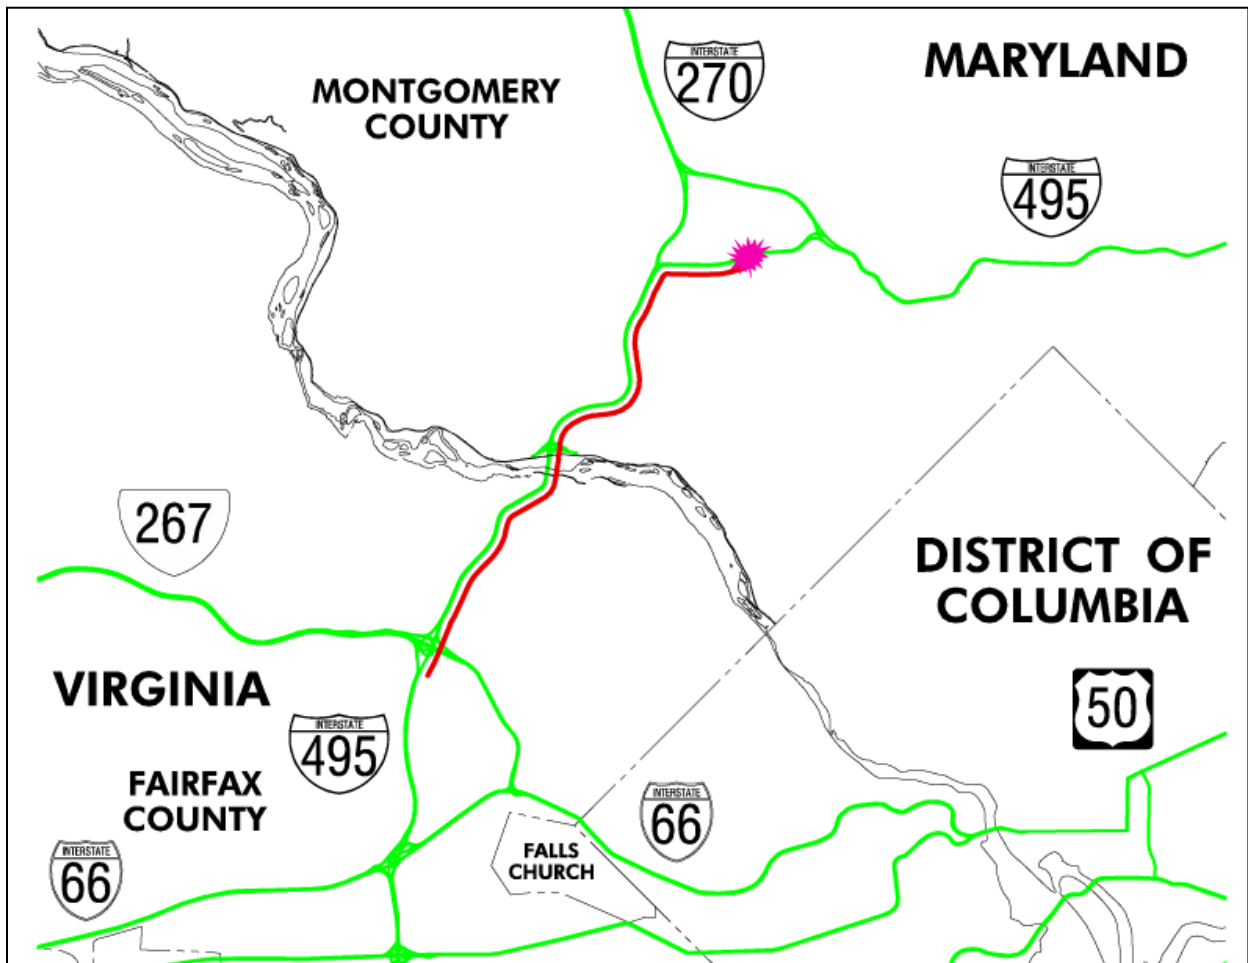 INTERSTATE
270
MARYLAND
MONTGOMERY
COUNTY
INTERSTATE
495
267
DISTRICT OF
COLUMBIA
VIRGINIA
50
INTERSTATE
495
FAIRFAX
COUNTY
INTERSTATE
66
FALLS
CHURCH
INTERSTATE
66